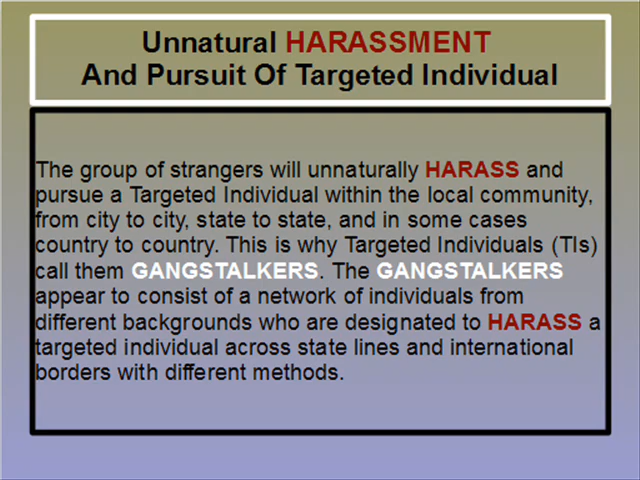 Unnatural HARASSMENT
And Pursuit Of Targeted Individual
The group of strangers will unnaturally HARASS and
pursue a Targeted Individual within the local community,
from city to city, state to state, and in some cases
country to country. This is why Targeted Individuals (TIs)
call them GANGSTALKERS. The GANGSTALKERS
appear to consist of a network of individuals from
different backgrounds who are designated to HARASS a
targeted individual across state lines and international
borders with different methods.